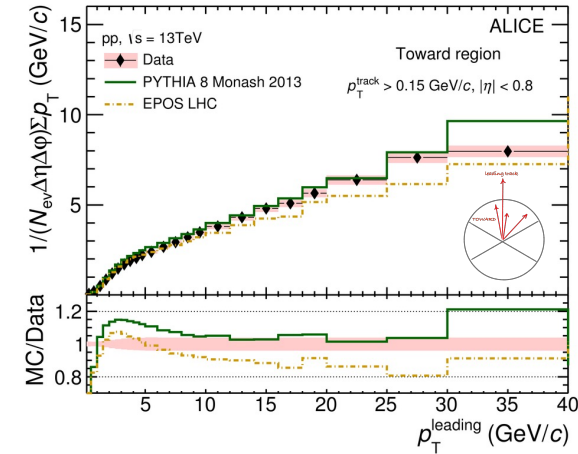 15
ALICE
pp, √s = 13TeV
Data
PYTHIA 8 Monash 2013
EPOS LHC
Toward region
p_T^track > 0.15 GeV/c, |η| < 0.8
1/(N_ev ΔηΔφ)Σp_T (GeV/c)
10
5
leading track
TOWARD
MC/Data
1.2
1
0.8
5 10 15 20 25 30 35 40
p_T^leading (GeV/c)